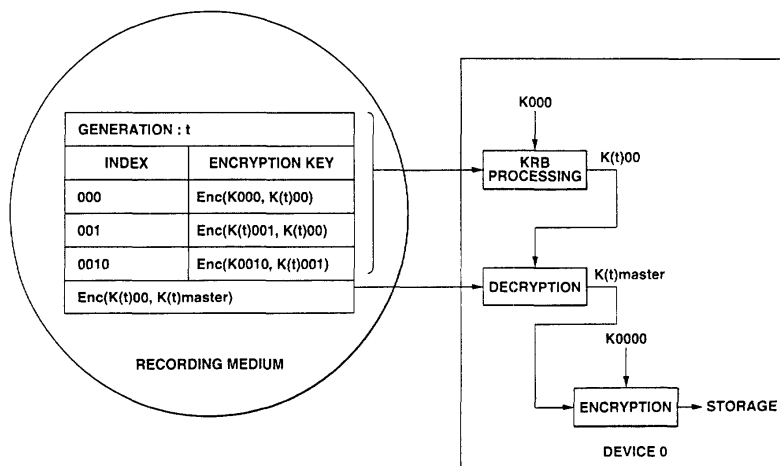 GENERATION : t
INDEX ENCRYPTION KEY
000 Enc(K000, K(t)00)
001 Enc(K(t)001, K(t)00)
0010 Enc(K0010, K(t)001)
Enc(K(t)00, K(t)master)
RECORDING MEDIUM
K000
KRB
PROCESSING
K(t)00
DECRYPTION
K(t)master
K0000
ENCRYPTION
STORAGE
DEVICE 0